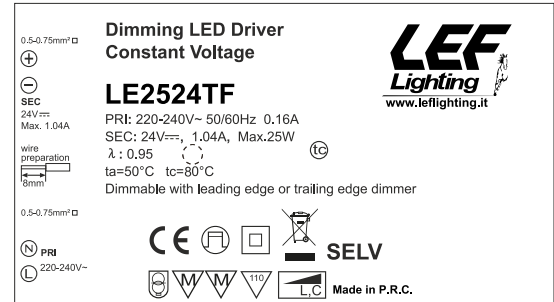 0.5-0.75mm²
+
−
SEC
24V⎓
Max. 1.04A
wire
preparation
8mm
0.5-0.75mm²
N PRI
L 220-240V~
Dimming LED Driver
Constant Voltage
LE2524TF
PRI: 220-240V~ 50/60Hz 0.16A
SEC: 24V⎓, 1.04A, Max.25W
λ : 0.95
ta=50°C tc=80°C
Dimmable with leading edge or trailing edge dimmer
tc
LEF
Lighting
www.leflighting.it
CE
SELV
M M 110 L,C Made in P.R.C.